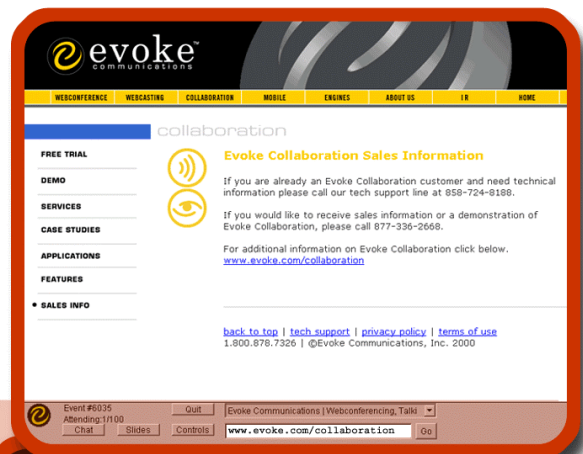 evoke™
communications
WEBCONFERENCE WEBCASTING COLLABORATION MOBILE ENGINES ABOUT US I R HOME
collaboration
FREE TRIAL
DEMO
SERVICES
CASE STUDIES
APPLICATIONS
FEATURES
• SALES INFO
Evoke Collaboration Sales Information
If you are already an Evoke Collaboration customer and need technical
information please call our tech support line at 858-724-8188.
If you would like to receive sales information or a demonstration of
Evoke Collaboration, please call 877-336-2668.
For additional information on Evoke Collaboration click below.
www.evoke.com/collaboration
back to top | tech support | privacy policy | terms of use
1.800.878.7326 | ©Evoke Communications, Inc. 2000
Event #6035
Attending:1/100
Quit
Evoke Communications | Webconferencing, Talki
Chat Slides Controls www.evoke.com/collaboration Go